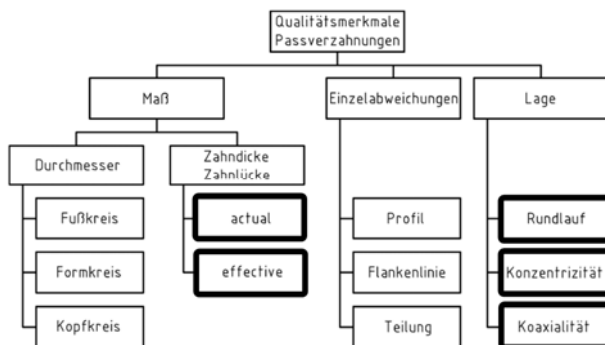 Qualitätsmerkmale
Passverzahnungen
Maß
Einzelabweichungen
Lage
Durchmesser
Zahndicke
Zahnlücke
Fußkreis
actual
Profil
Rundlauf
Formkreis
effective
Flankenlinie
Konzentrizität
Kopfkreis
Teilung
Koaxialität